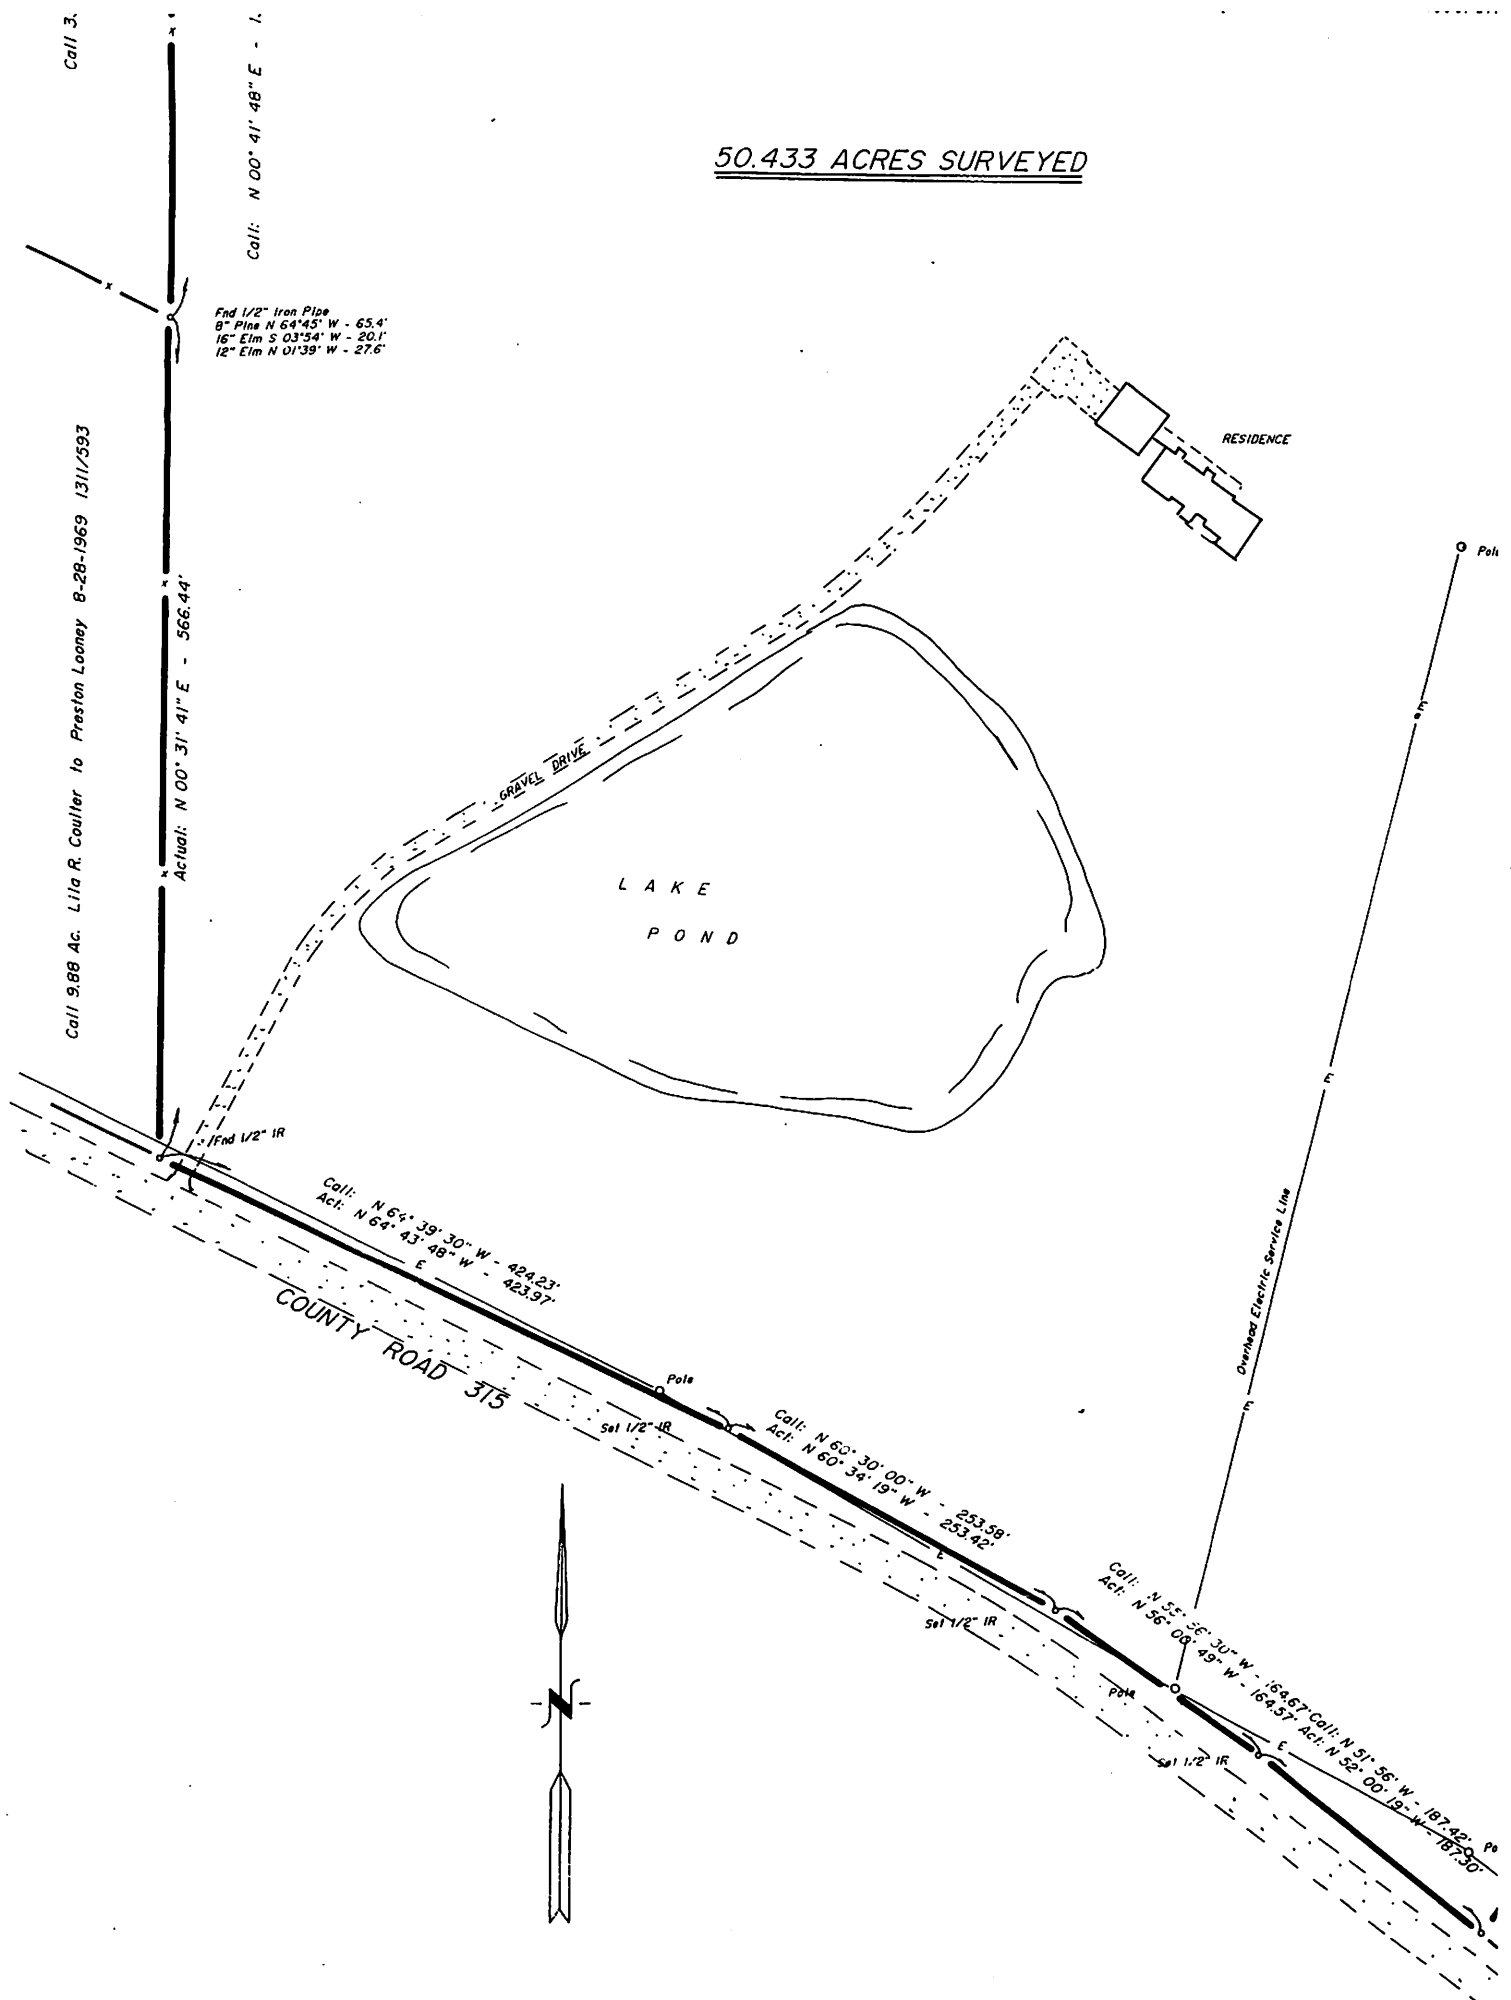 Call 3.
Call: N 00° 41' 48" E - 1.
50.433 ACRES SURVEYED
Fnd 1/2" Iron Pipe
8" Pine N 64°45' W - 65.4'
16" Elm S 03°54' W - 20.1'
12" Elm N 01°39' W - 27.6'
RESIDENCE
Call 9.88 Ac. Lila R. Coulter to Preston Looney 8-28-1969 1311/593
Actual: N 00° 31' 41" E - 566.44'
GRAVEL DRIVE
LAKE
POND
E
E
Overhead Electric Service Line
E
Fnd 1/2" IR
Call: N 64° 39' 30" W - 424.23'
Act: N 64° 43' 48" W - 423.97'
E
COUNTY ROAD 315
Pole
Set 1/2" IR
Call: N 60° 30' 00" W - 253.58'
Act: N 60° 34' 19" W - 253.42'
E
Set 1/2" IR
Call: N 55° 56' 30" W - 164.67'
Act: N 56° 00' 49" W - 164.57'
Pole
Set 1/2" IR
E
Call: N 51° 56' W - 187.42'
Act: N 52° 00' 19" W - 187.30'
N